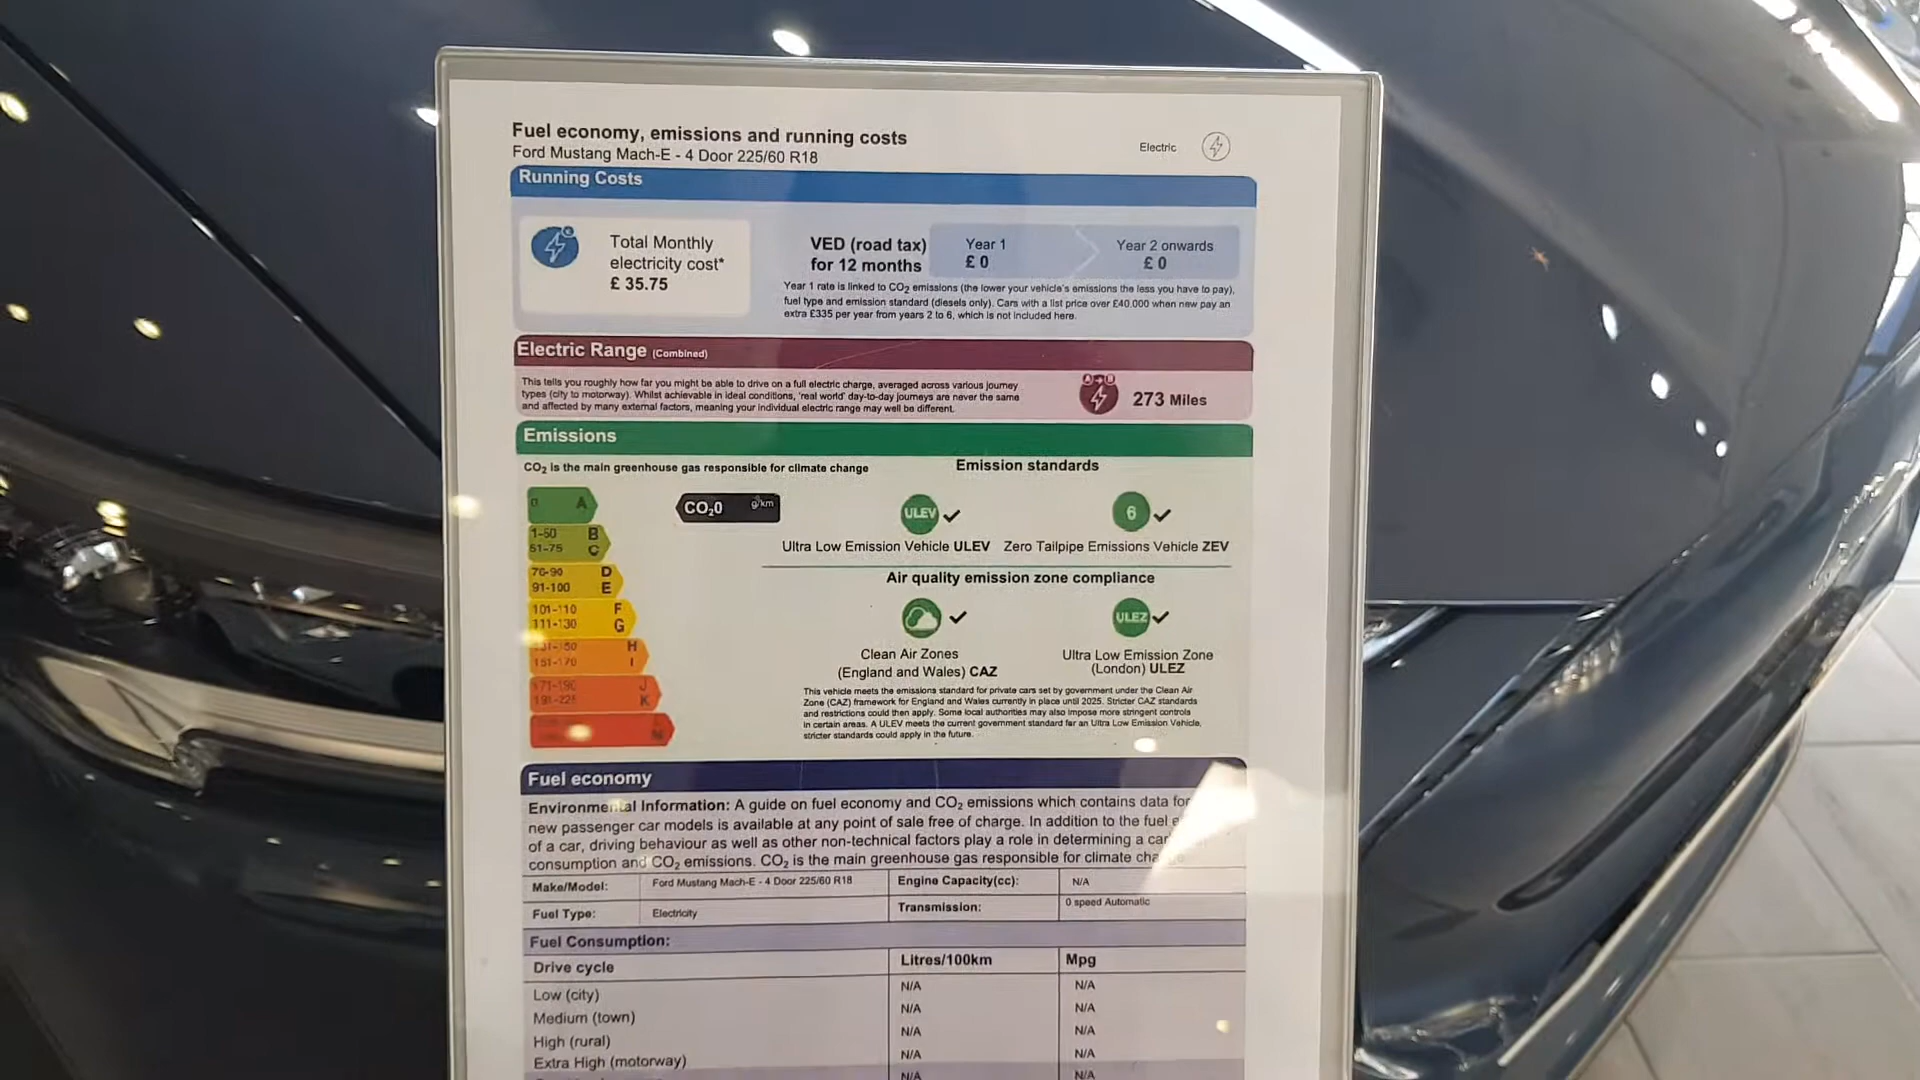 Fuel economy, emissions and running costs
Ford Mustang Mach-E - 4 Door 225/60 R18
Electric
Running Costs
Total Monthly
electricity cost*
£ 35.75
VED (road tax)
for 12 months
Year 1
£ 0
Year 2 onwards
£ 0
Year 1 rate is linked to CO2 emissions (the lower your vehicle's emissions the less you have to pay),
fuel type and emission standard (diesels only). Cars with a list price over £40.000 when new pay an
extra £335 per year from years 2 to 6, which is not included here.
Electric Range (Combined)
This tells you roughly how far you might be able to drive on a full electric charge, averaged across various journey
types (city to motorway). Whilst achievable in ideal conditions, 'real world' day-to-day journeys are never the same
and affected by many external factors, meaning your individual electric range may well be different.
273 Miles
Emissions
CO2 is the main greenhouse gas responsible for climate change
0 A
1-50 B
51-75 C
76-90 D
91-100 E
101-110 F
111-130 G
H
151-170 I
J
K
CO20 g/km
Emission standards
ULEV
6
Ultra Low Emission Vehicle ULEV
Zero Tailpipe Emissions Vehicle ZEV
Air quality emission zone compliance
ULEZ
Clean Air Zones
(England and Wales) CAZ
Ultra Low Emission Zone
(London) ULEZ
This vehicle meets the emissions standard for private cars set by government under the Clean Air
Zone (CAZ) framework for England and Wales currently in place until 2025. Stricter CAZ standards
and restrictions could then apply. Some local authorities may also impose more stringent controls
in certain areas. A ULEV meets the current government standard for an Ultra Low Emission Vehicle,
stricter standards could apply in the future.
Fuel economy
Environmental Information: A guide on fuel economy and CO2 emissions which contains data for
new passenger car models is available at any point of sale free of charge. In addition to the fuel
of a car, driving behaviour as well as other non-technical factors play a role in determining a car
consumption and CO2 emissions. CO2 is the main greenhouse gas responsible for climate
Make/Model: Ford Mustang Mach-E - 4 Door 225/60 R18 Engine Capacity(cc): N/A
Fuel Type: Electricity Transmission: 0 speed Automatic
Fuel Consumption:
Drive cycle Litres/100km Mpg
Low (city) N/A N/A
Medium (town) N/A N/A
High (rural) N/A N/A
Extra High (motorway) N/A N/A
N/A N/A